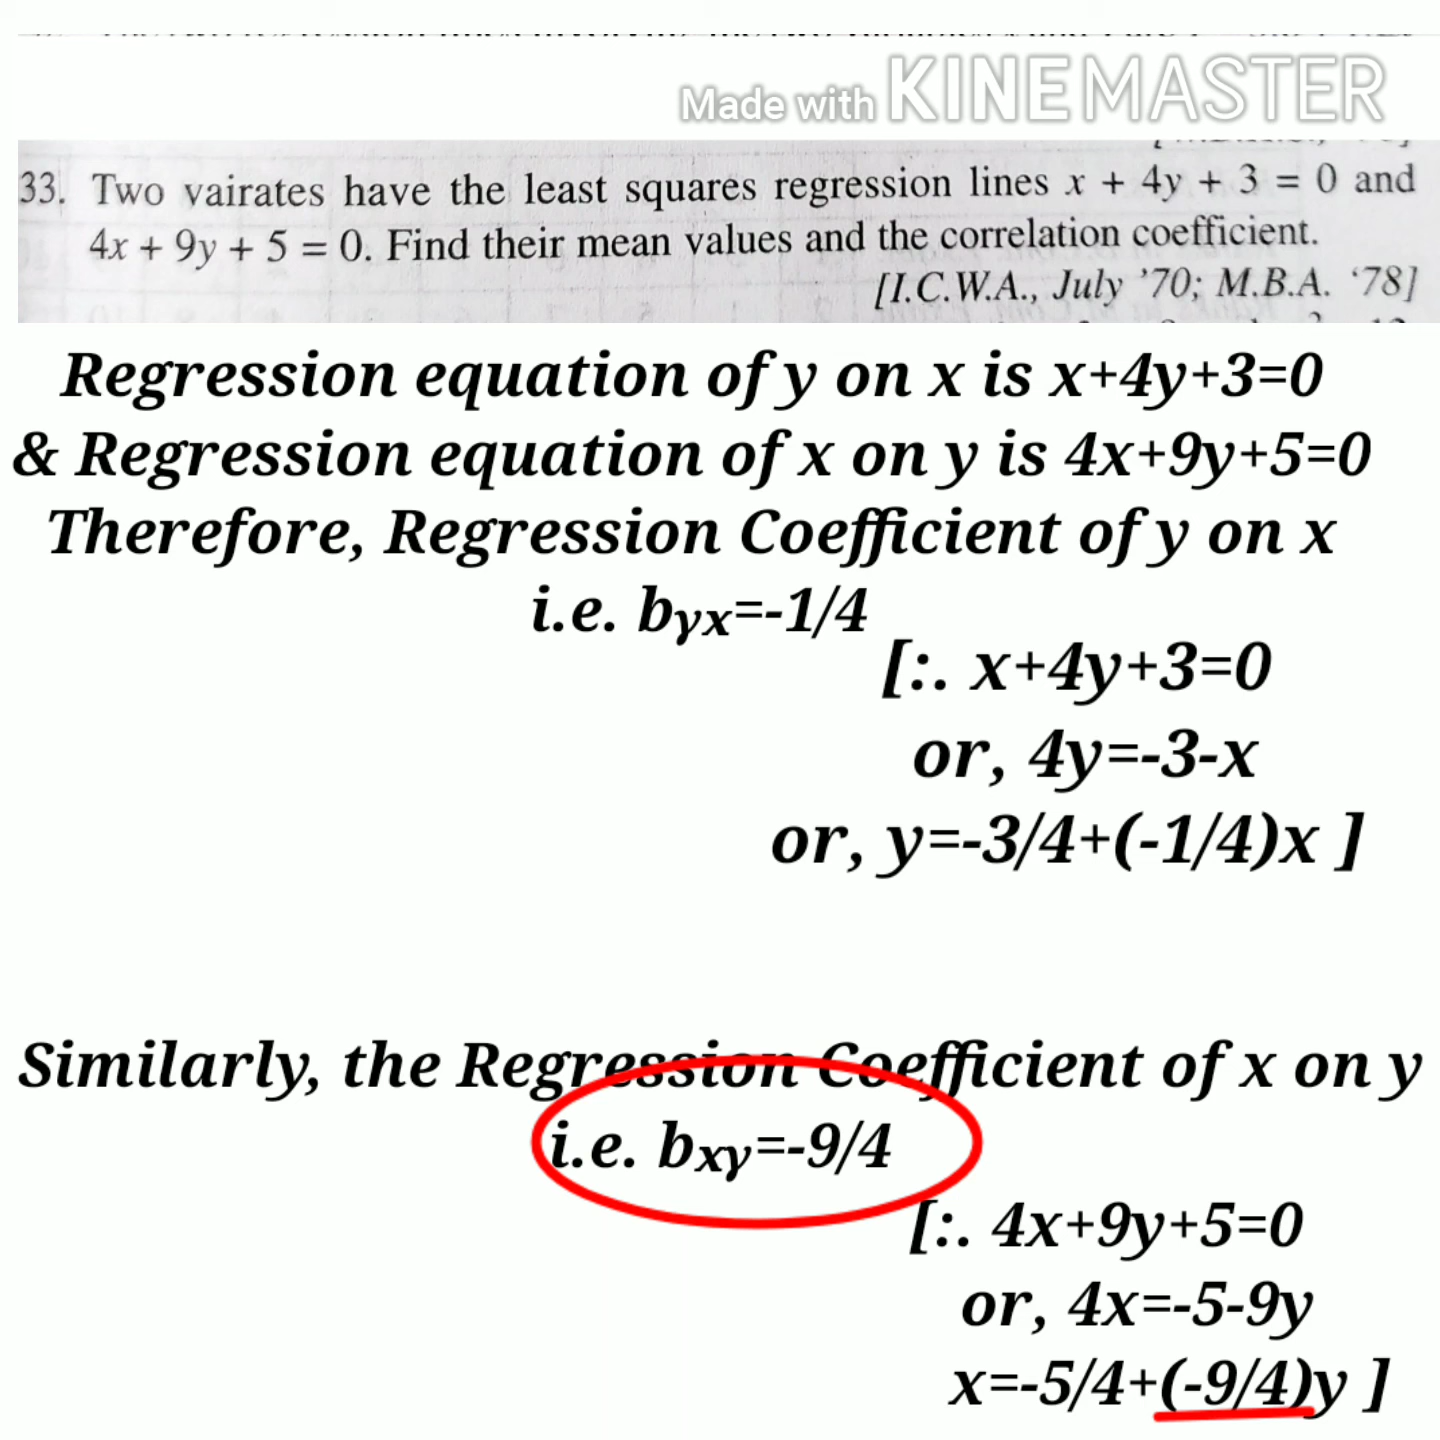 Made with KINEMASTER
33. Two vairates have the least squares regression lines x + 4y + 3 = 0 and
4x + 9y + 5 = 0. Find their mean values and the correlation coefficient.
[I.C.W.A., July ’70; M.B.A. ‘78]
Regression equation of y on x is x+4y+3=0
& Regression equation of x on y is 4x+9y+5=0
Therefore, Regression Coefficient of y on x
i.e. byx=-1/4
[:. x+4y+3=0
or, 4y=-3-x
or, y=-3/4+(-1/4)x ]
Similarly, the Regression Coefficient of x on y
i.e. bxy=-9/4
[:. 4x+9y+5=0
or, 4x=-5-9y
x=-5/4+(-9/4)y ]